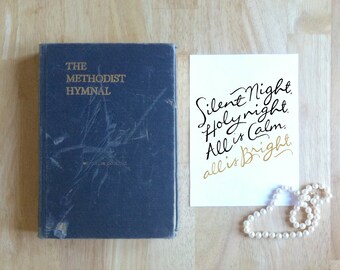 THE
METHODIST
HYMNAL
Silent Night,
Holy night,
All is Calm,
all is Bright